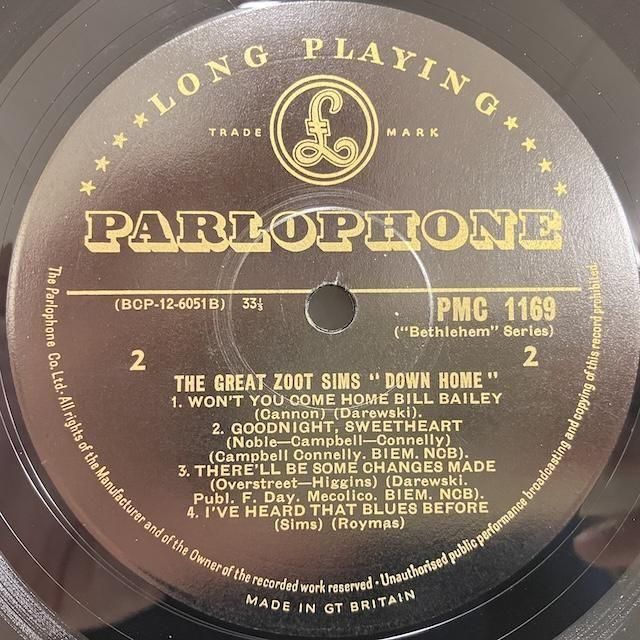 LONG PLAYING
TRADE MARK
£
PARLOPHONE
(BCP-12-6051B) 33⅓
PMC 1169
("Bethlehem" Series)
2 2
THE GREAT ZOOT SIMS "DOWN HOME"
1. WON'T YOU COME HOME BILL BAILEY
(Cannon) (Darewski).
2. GOODNIGHT, SWEETHEART
(Noble—Campbell—Connelly)
(Campbell Connelly. BIEM. NCB).
3. THERE'LL BE SOME CHANGES MADE
(Overstreet—Higgins) (Darewski.
Publ. F. Day. Mecolico. BIEM. NCB).
4. I'VE HEARD THAT BLUES BEFORE
(Sims) (Roymas)
The Parlophone Co. Ltd. All rights of the Manufacturer and of the Owner of the recorded work reserved · Unauthorised public performance broadcasting and copying of this record prohibited
MADE IN GT BRITAIN